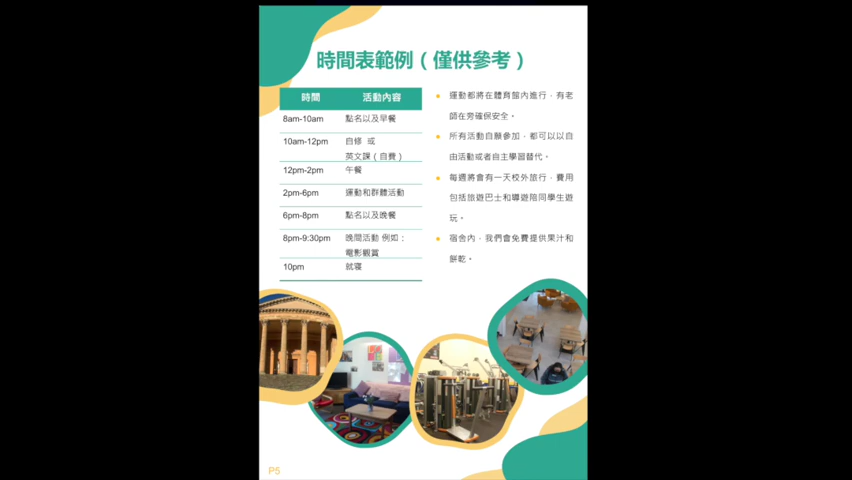 時間表範例（僅供參考）
時間 活動內容
8am-10am 點名以及早餐
10am-12pm 自修 或
英文課（自費）
12pm-2pm 午餐
2pm-6pm 運動和群體活動
6pm-8pm 點名以及晚餐
8pm-9:30pm 晚間活動 例如：
電影觀賞
10pm 就寢
運動都將在體育館內進行，有老
師在旁確保安全。
所有活動自願參加，都可以以自
由活動或者自主學習替代。
每週將會有一天校外旅行，費用
包括旅遊巴士和導遊陪同學生遊
玩。
宿舍內，我們會免費提供果汁和
餅乾。
P5